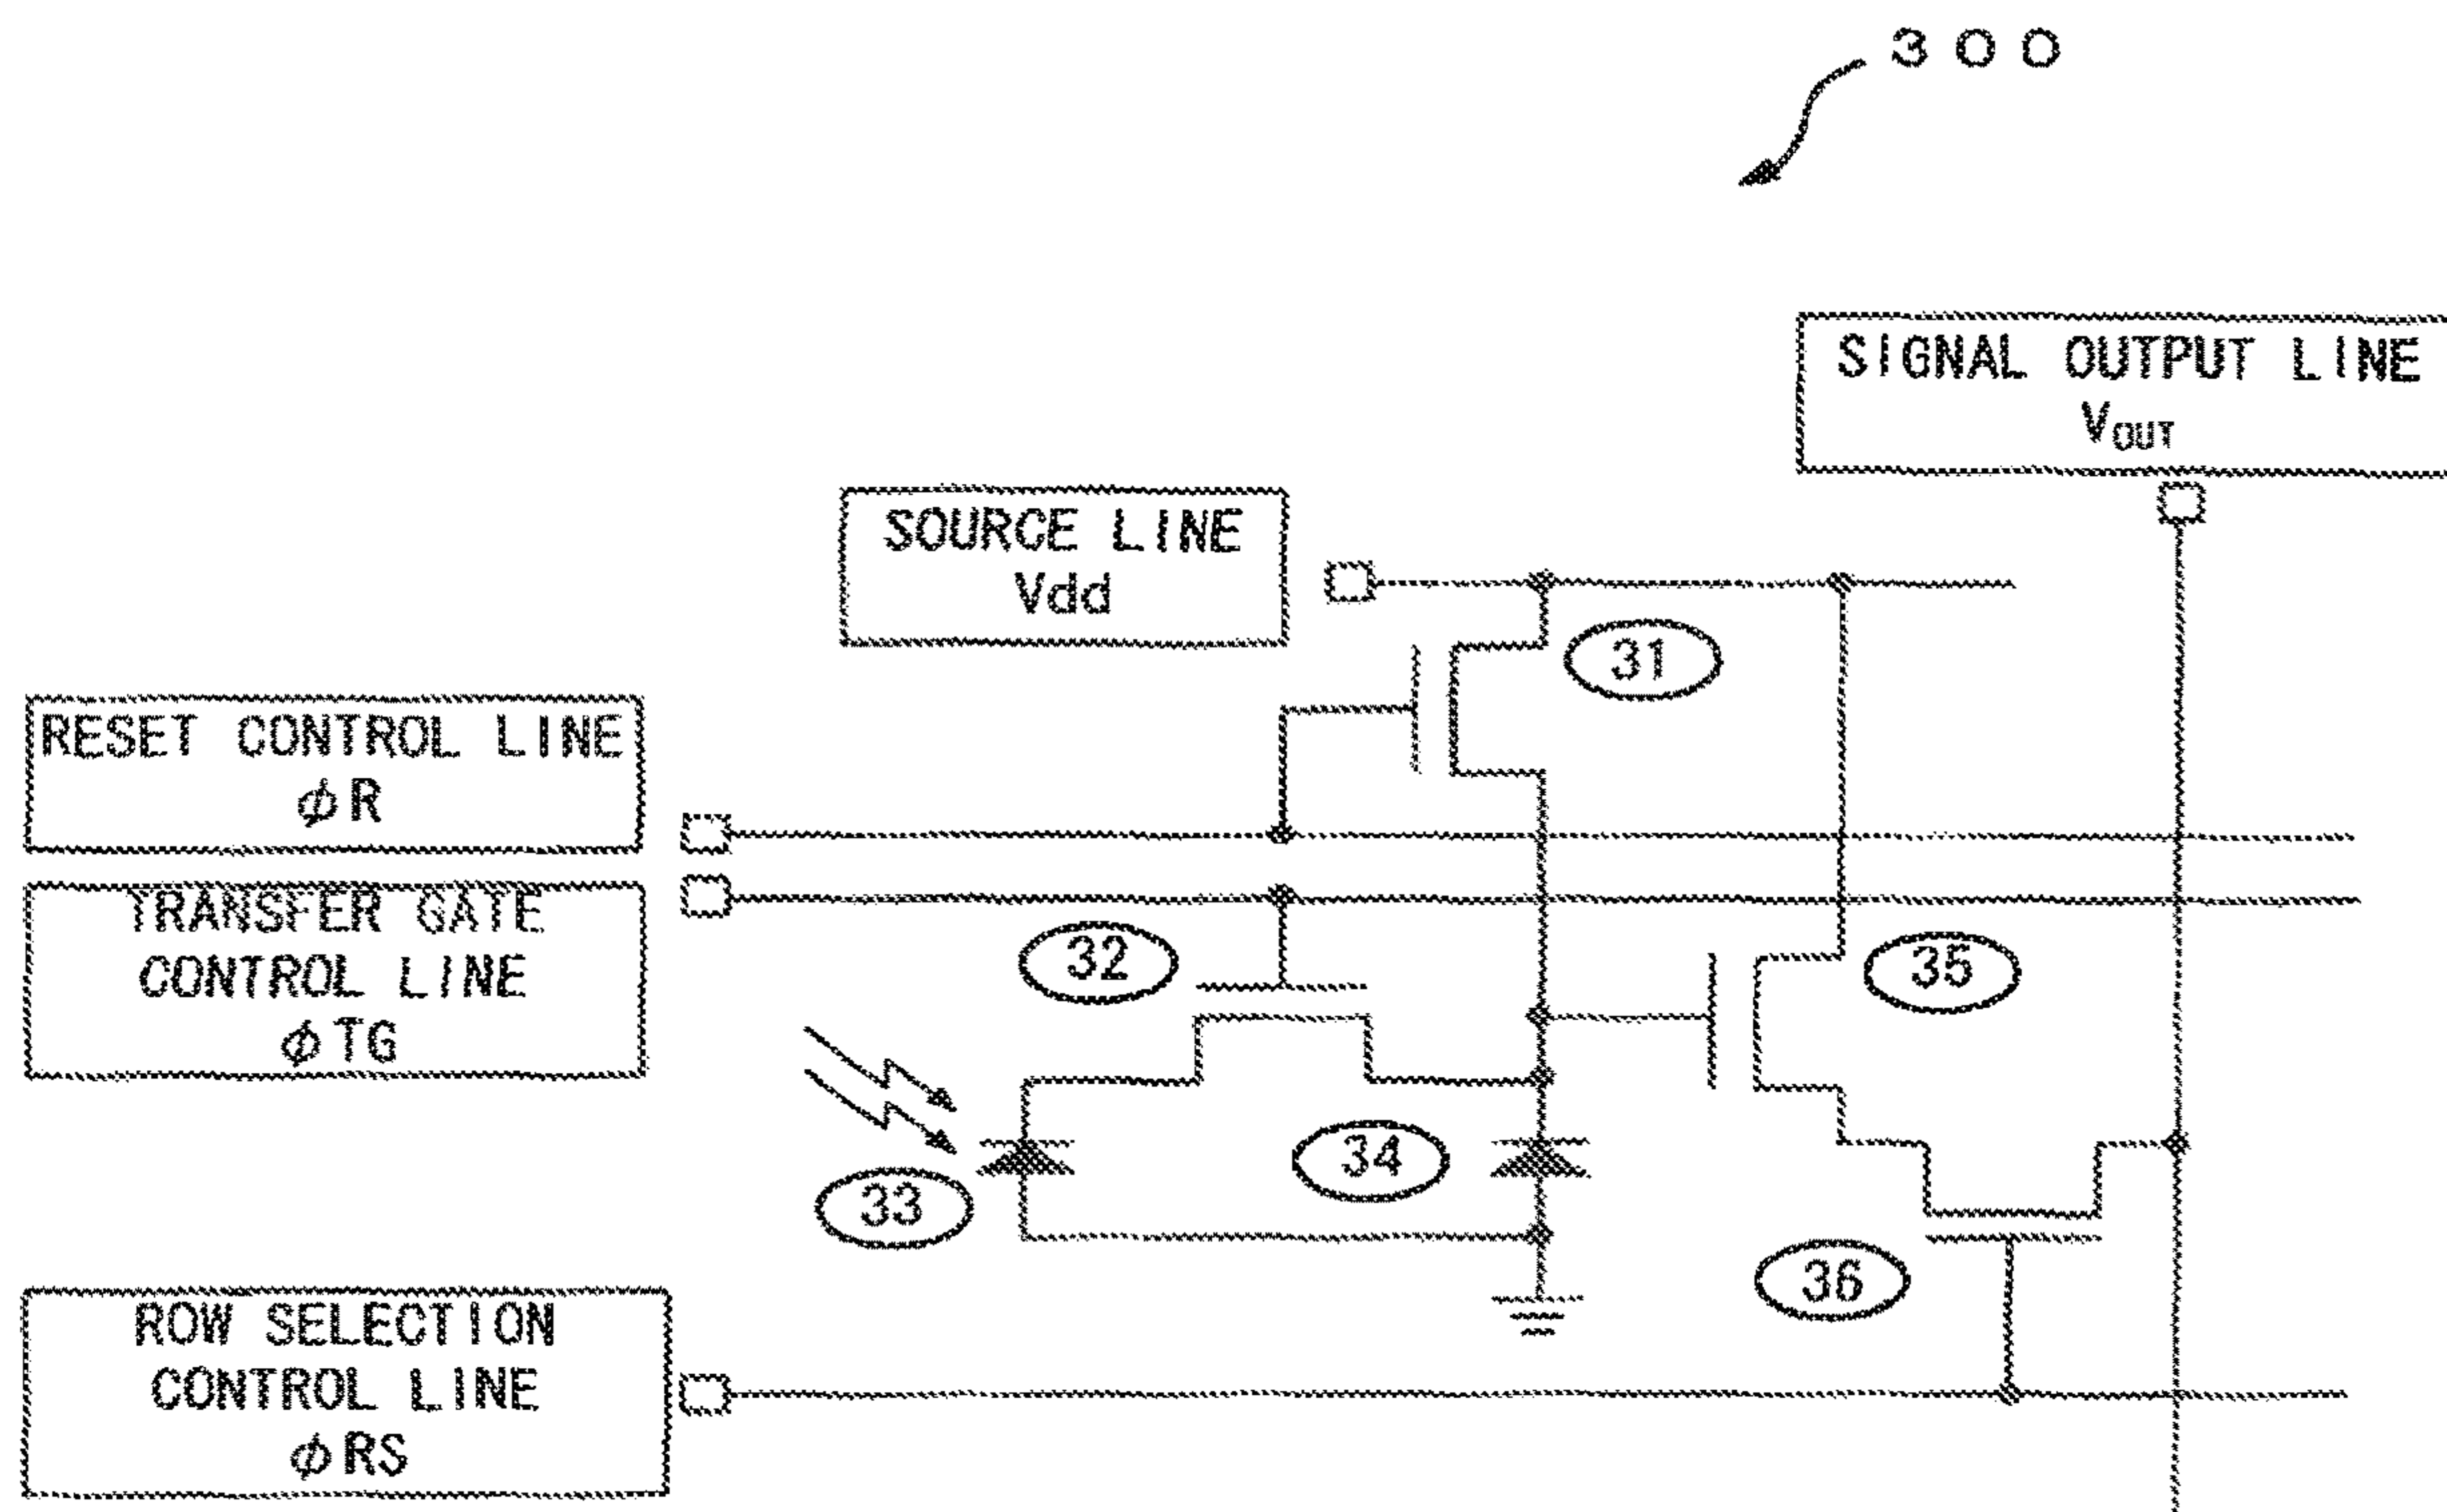 300
SIGNAL OUTPUT LINE
VOUT
SOURCE LINE
Vdd
31
RESET CONTROL LINE
ϕR
TRANSFER GATE
CONTROL LINE
ϕTG
32
35
34
33
36
ROW SELECTION
CONTROL LINE
ϕRS